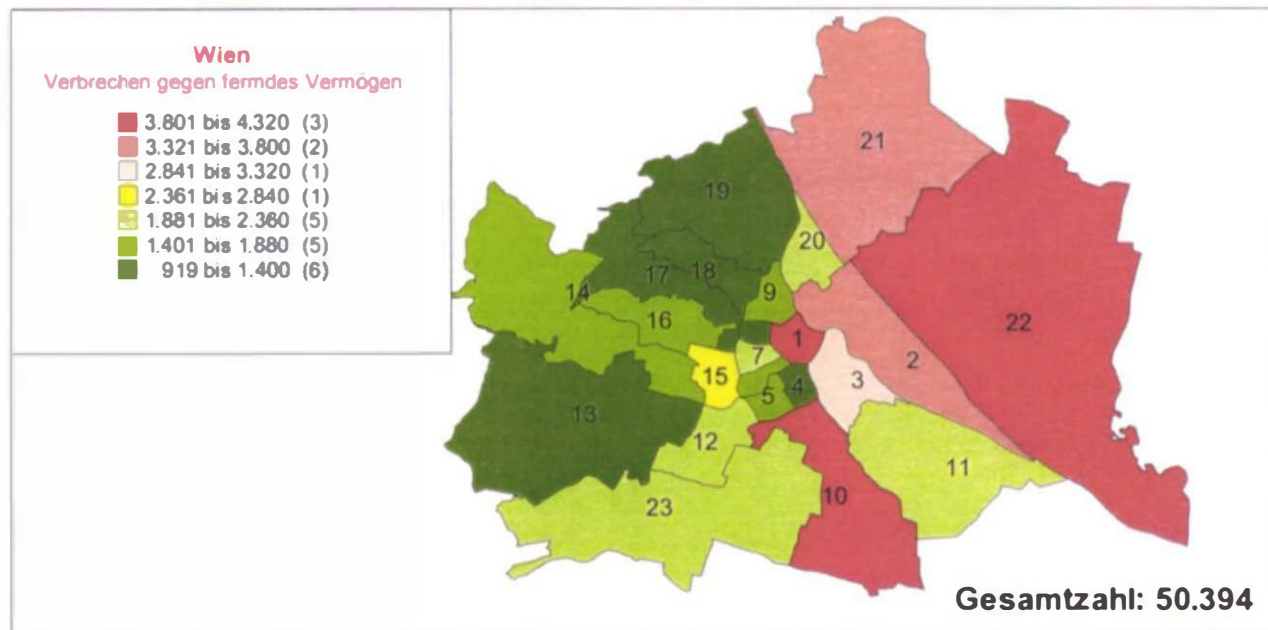 Wien
Verbrechen gegen fermdes Vermögen
3.801 bis 4.320 (3)
3.321 bis 3.800 (2)
2.841 bis 3.320 (1)
2.361 bis 2.840 (1)
1.881 bis 2.360 (5)
1.401 bis 1.880 (5)
919 bis 1.400 (6)
21
19
20
17 18
14
9
16
22
1
7
2
15
3
4
5
13
12
11
10
23
Gesamtzahl: 50.394